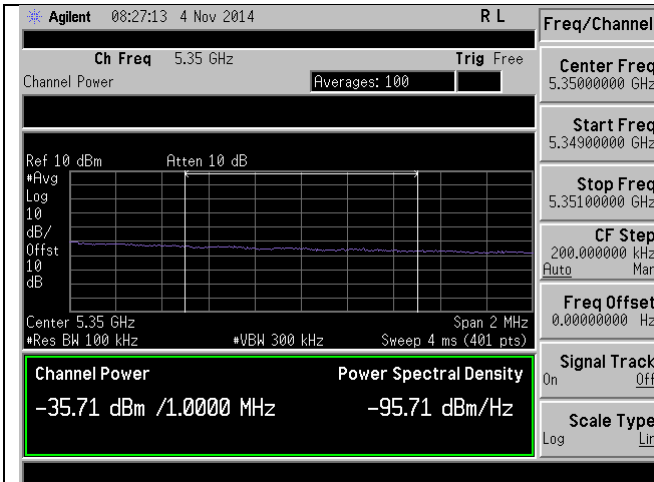 Agilent 08:27:13 4 Nov 2014 R L
Ch Freq 5.35 GHz Trig Free
Channel Power Averages: 100
Ref 10 dBm Atten 10 dB
#Avg
Log
10
dB/
Offst
10
dB
Center 5.35 GHz Span 2 MHz
#Res BW 100 kHz #VBW 300 kHz Sweep 4 ms (401 pts)
Channel Power Power Spectral Density
-35.71 dBm /1.0000 MHz -95.71 dBm/Hz
Freq/Channel
Center Freq
5.35000000 GHz
Start Freq
5.34900000 GHz
Stop Freq
5.35100000 GHz
CF Step
200.000000 kHz
Auto Man
Freq Offset
0.00000000 Hz
Signal Track
On Off
Scale Type
Log Lin